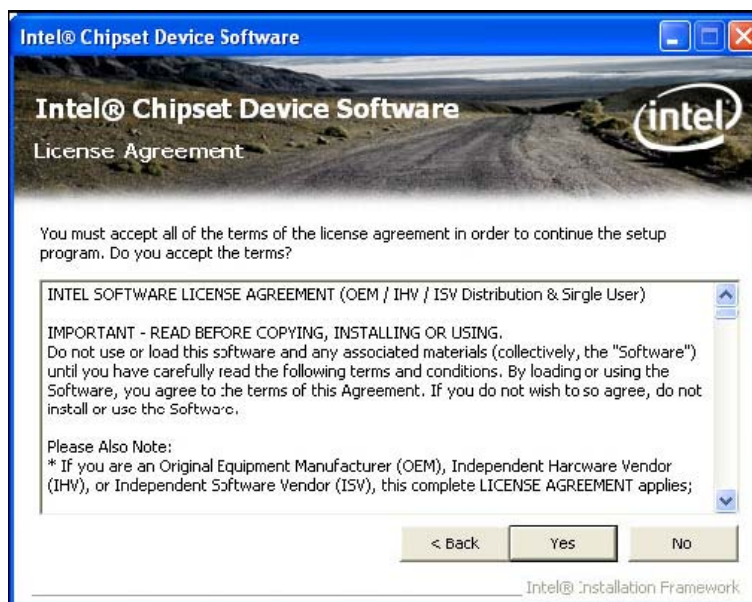 Intel® Chipset Device Software
Intel® Chipset Device Software
intel
License Agreement
You must accept all of the terms of the license agreement in order to continue the setup
program. Do you accept the terms?
INTEL SOFTWARE LICENSE AGREEMENT (OEM / IHV / ISV Distribution & Single User)
IMPORTANT - READ BEFORE COPYING, INSTALLING OR USING.
Do not use or load this software and any associated materials (collectively, the "Software")
until you have carefully read the following terms and conditions. By loading or using the
Software, you agree to the terms of this Agreement. If you do not wish to so agree, do not
install or use the Software.
Please Also Note:
* If you are an Original Equipment Manufacturer (OEM), Independent Hardware Vendor
(IHV), or Independent Software Vendor (ISV), this complete LICENSE AGREEMENT applies;
< Back
Yes
No
Intel® Installation Framework